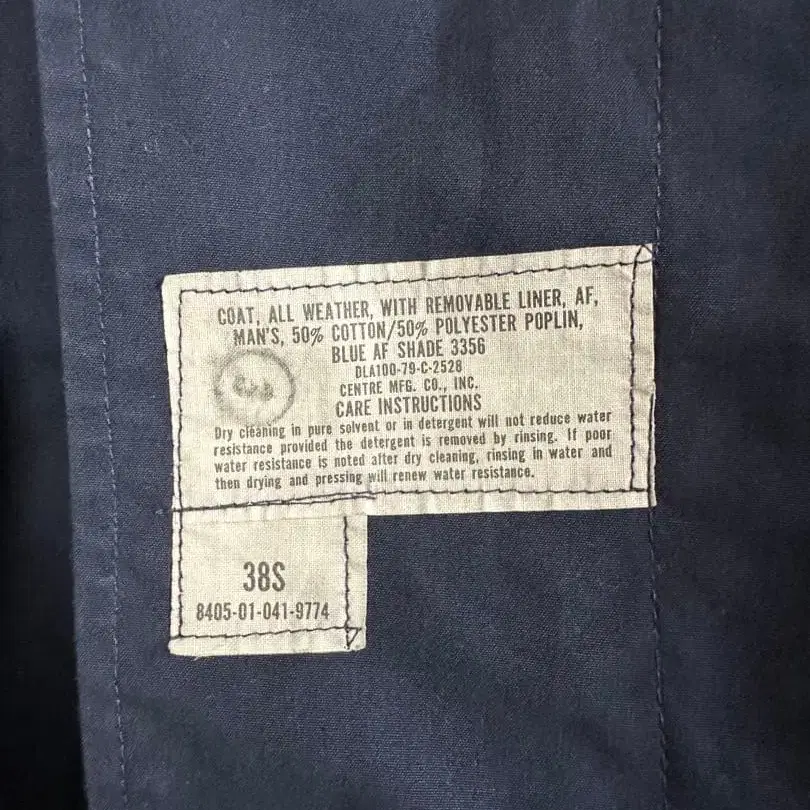 COAT, ALL WEATHER, WITH REMOVABLE LINER, AF,
MAN'S, 50% COTTON/50% POLYESTER POPLIN,
BLUE AF SHADE 3356
DLA100-79-C-2528
CENTRE MFG. CO., INC.
CARE INSTRUCTIONS
Dry cleaning in pure solvent or in detergent will not reduce water
resistance provided the detergent is removed by rinsing. If poor
water resistance is noted after dry cleaning, rinsing in water and
then drying and pressing will renew water resistance.
38S
8405-01-041-9774